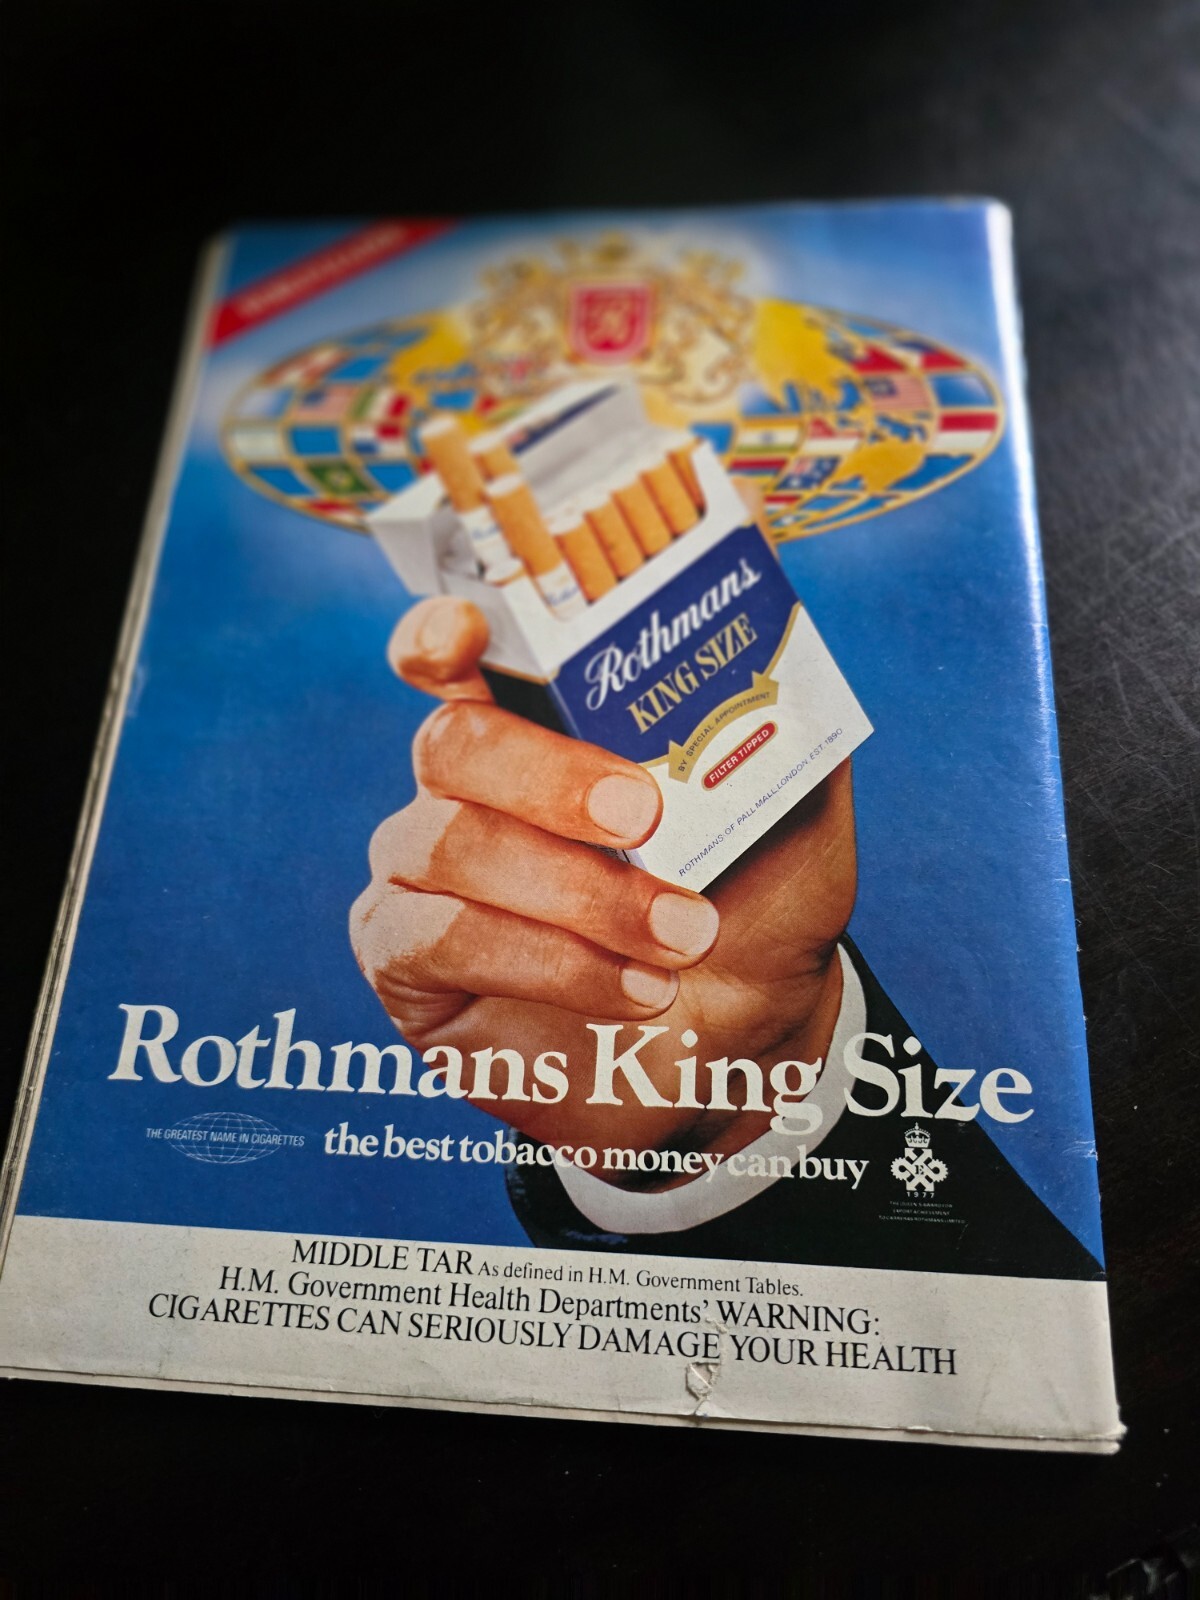 Rothmans
KING SIZE
BY SPECIAL APPOINTMENT
FILTER TIPPED
ROTHMANS OF PALL MALL LONDON EST. 1890
Rothmans King Size
THE GREATEST NAME IN CIGARETTES
the best tobacco money can buy
E
1977
MIDDLE TAR As defined in H.M. Government Tables.
H.M. Government Health Departments' WARNING:
CIGARETTES CAN SERIOUSLY DAMAGE YOUR HEALTH